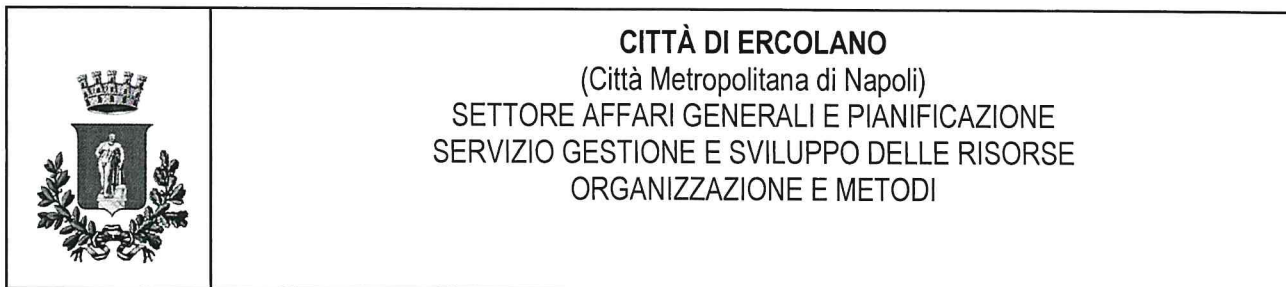 CITTÀ DI ERCOLANO
(Città Metropolitana di Napoli)
SETTORE AFFARI GENERALI E PIANIFICAZIONE
SERVIZIO GESTIONE E SVILUPPO DELLE RISORSE
ORGANIZZAZIONE E METODI